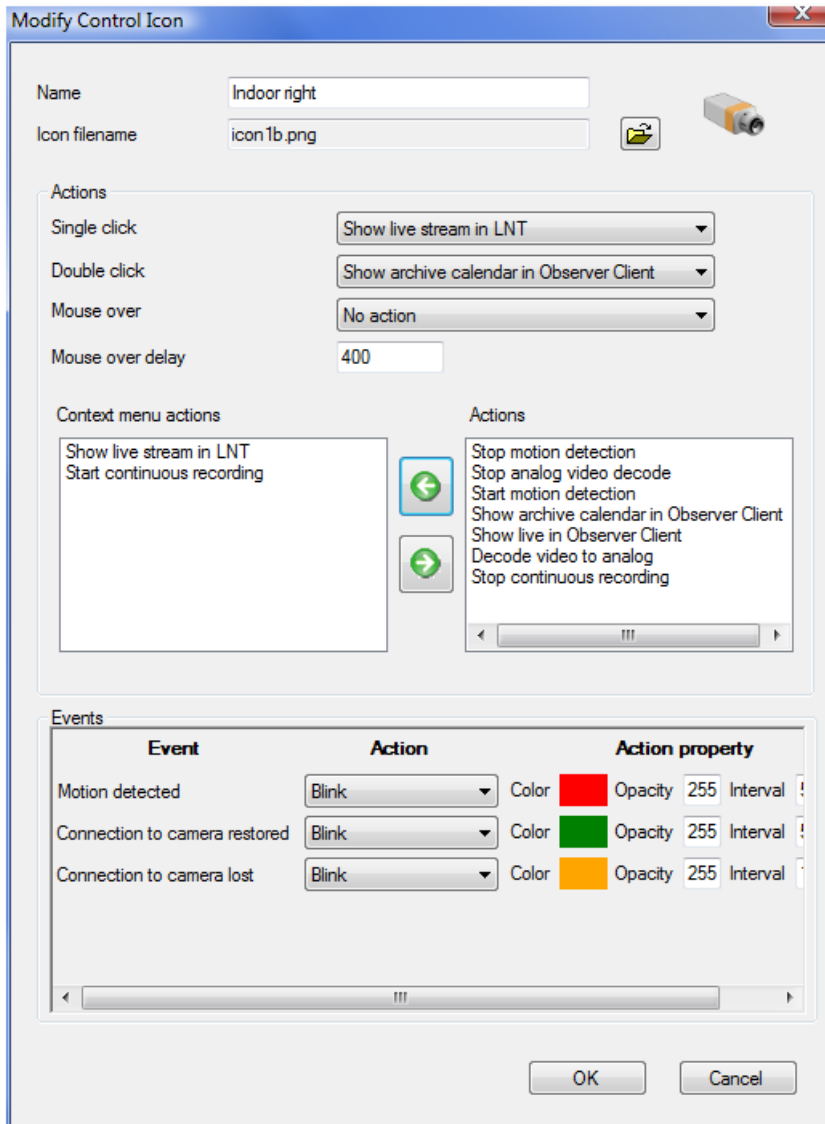 Modify Control Icon
Name Indoor right
Icon filename icon1b.png
Actions
Single click Show live stream in LNT
Double click Show archive calendar in Observer Client
Mouse over No action
Mouse over delay 400
Context menu actions Actions
Show live stream in LNT
Start continuous recording
Stop motion detection
Stop analog video decode
Start motion detection
Show archive calendar in Observer Client
Show live in Observer Client
Decode video to analog
Stop continuous recording
Events
Event Action Action property
Motion detected Blink Color Opacity 255 Interval
Connection to camera restored Blink Color Opacity 255 Interval
Connection to camera lost Blink Color Opacity 255 Interval
OK Cancel